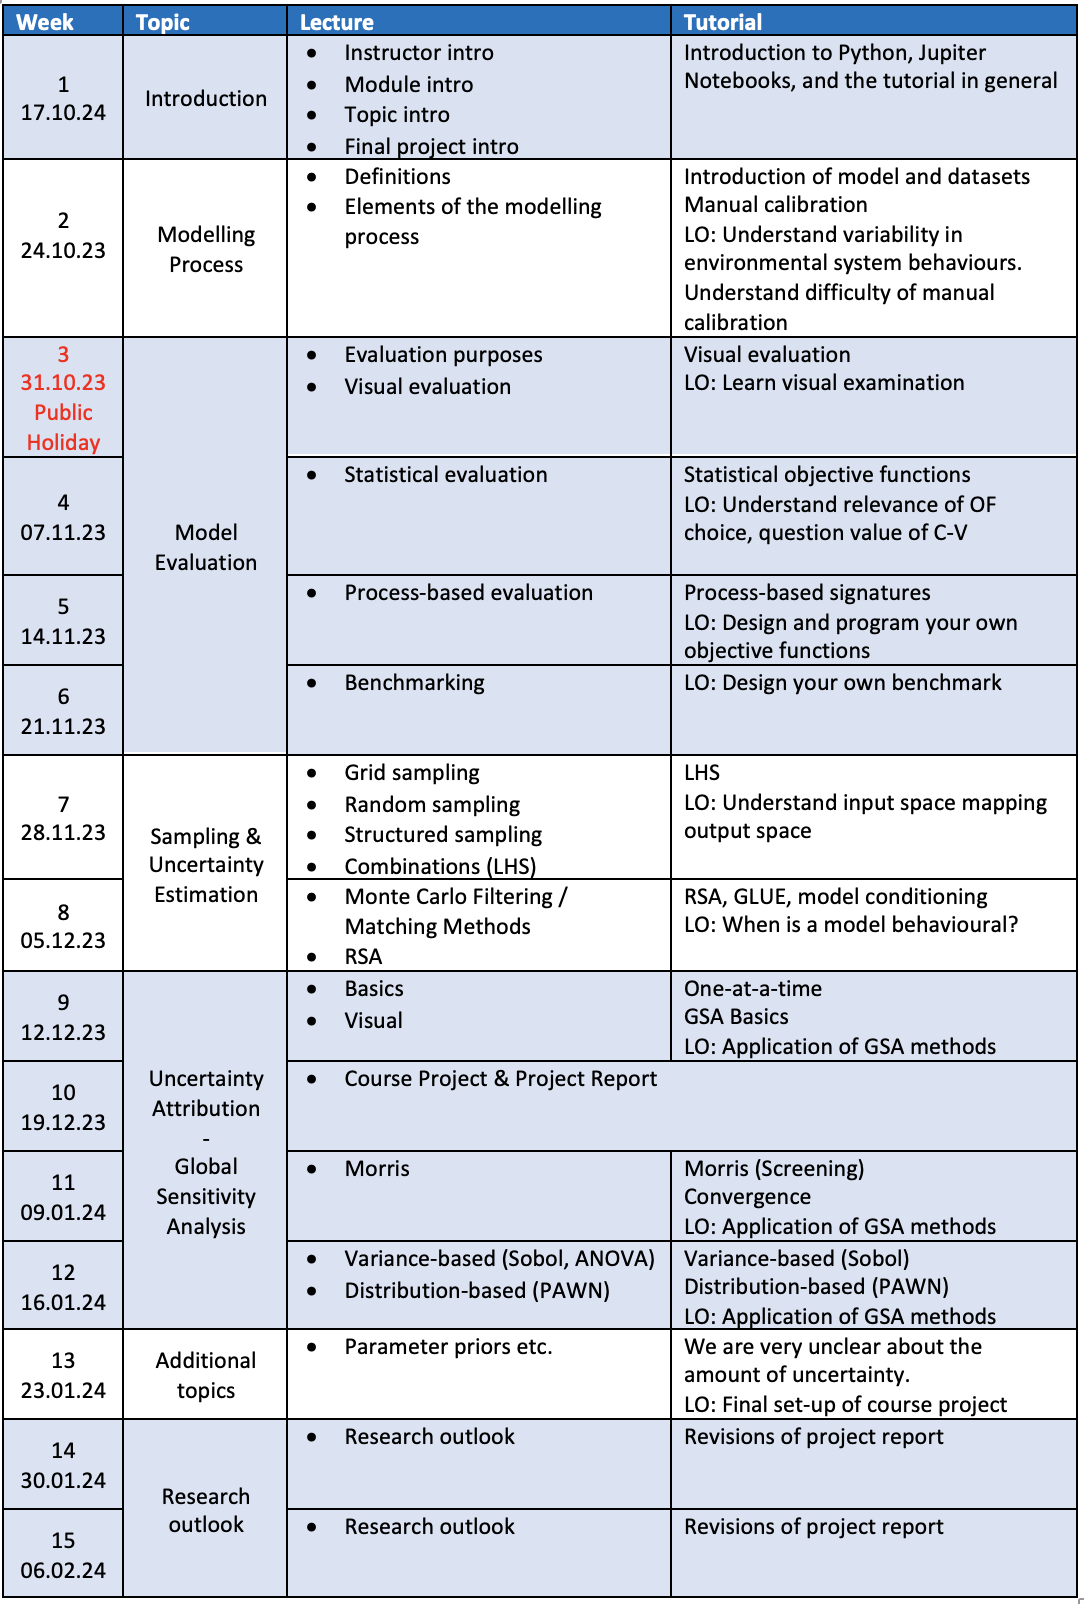 Week Topic Lecture Tutorial
1
17.10.24
Introduction
• Instructor intro
• Module intro
• Topic intro
• Final project intro
Introduction to Python, Jupiter
Notebooks, and the tutorial in general
2
24.10.23
Modelling
Process
• Definitions
• Elements of the modelling
process
Introduction of model and datasets
Manual calibration
LO: Understand variability in
environmental system behaviours.
Understand difficulty of manual
calibration
3
31.10.23
Public
Holiday
Model
Evaluation
• Evaluation purposes
• Visual evaluation
Visual evaluation
LO: Learn visual examination
4
07.11.23
• Statistical evaluation
Statistical objective functions
LO: Understand relevance of OF
choice, question value of C-V
5
14.11.23
• Process-based evaluation
Process-based signatures
LO: Design and program your own
objective functions
6
21.11.23
• Benchmarking
LO: Design your own benchmark
7
28.11.23
Sampling &
Uncertainty
Estimation
• Grid sampling
• Random sampling
• Structured sampling
• Combinations (LHS)
LHS
LO: Understand input space mapping
output space
8
05.12.23
• Monte Carlo Filtering /
Matching Methods
• RSA
RSA, GLUE, model conditioning
LO: When is a model behavioural?
9
12.12.23
Uncertainty
Attribution
-
Global
Sensitivity
Analysis
• Basics
• Visual
One-at-a-time
GSA Basics
LO: Application of GSA methods
10
19.12.23
• Course Project & Project Report
11
09.01.24
• Morris
Morris (Screening)
Convergence
LO: Application of GSA methods
12
16.01.24
• Variance-based (Sobol, ANOVA)
• Distribution-based (PAWN)
Variance-based (Sobol)
Distribution-based (PAWN)
LO: Application of GSA methods
13
23.01.24
Additional
topics
• Parameter priors etc.
We are very unclear about the
amount of uncertainty.
LO: Final set-up of course project
14
30.01.24
Research
outlook
• Research outlook
Revisions of project report
15
06.02.24
• Research outlook
Revisions of project report